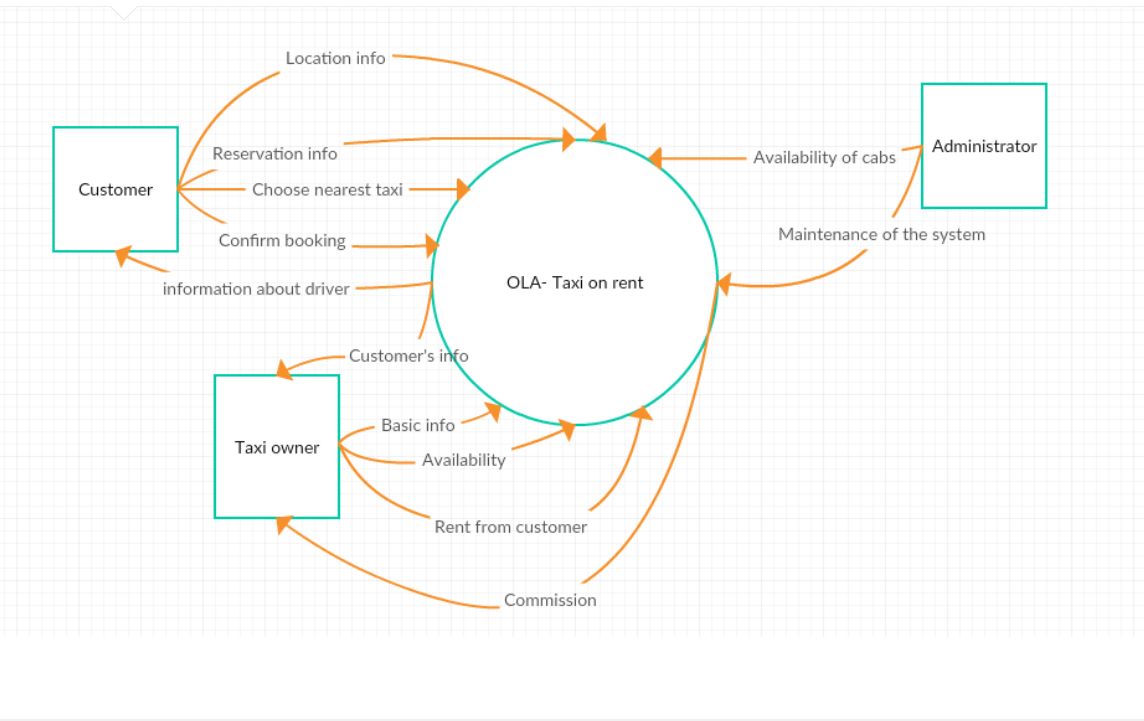 Location info
Reservation info
Availability of cabs
Administrator
Customer
Choose nearest taxi
Confirm booking
Maintenance of the system
information about driver
OLA- Taxi on rent
Customer's info
Basic info
Taxi owner
Availability
Rent from customer
Commission